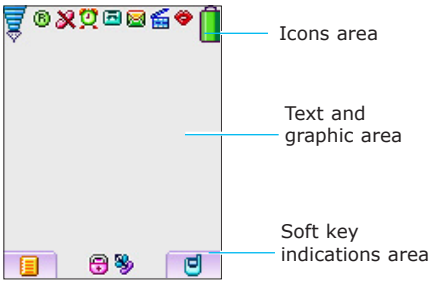 R
Icons area
Text and
graphic area
Soft key
indications area